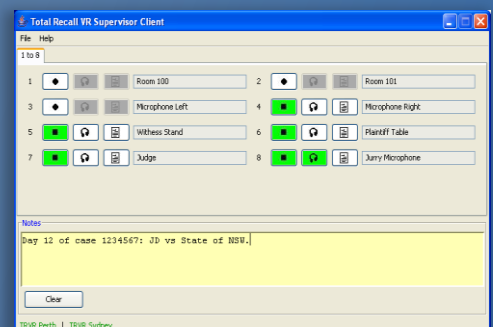 Total Recall VR Supervisor Client
File Help
1 to 8
1 Room 100 2 Room 101
3 Microphone Left 4 Microphone Right
5 Withess Stand 6 Plaintiff Table
7 Judge 8 Jurry Microphone
Notes
Day 12 of case 1234567: JD vs State of NSW.
Clear
TRVR Perth | TRVR Sydney